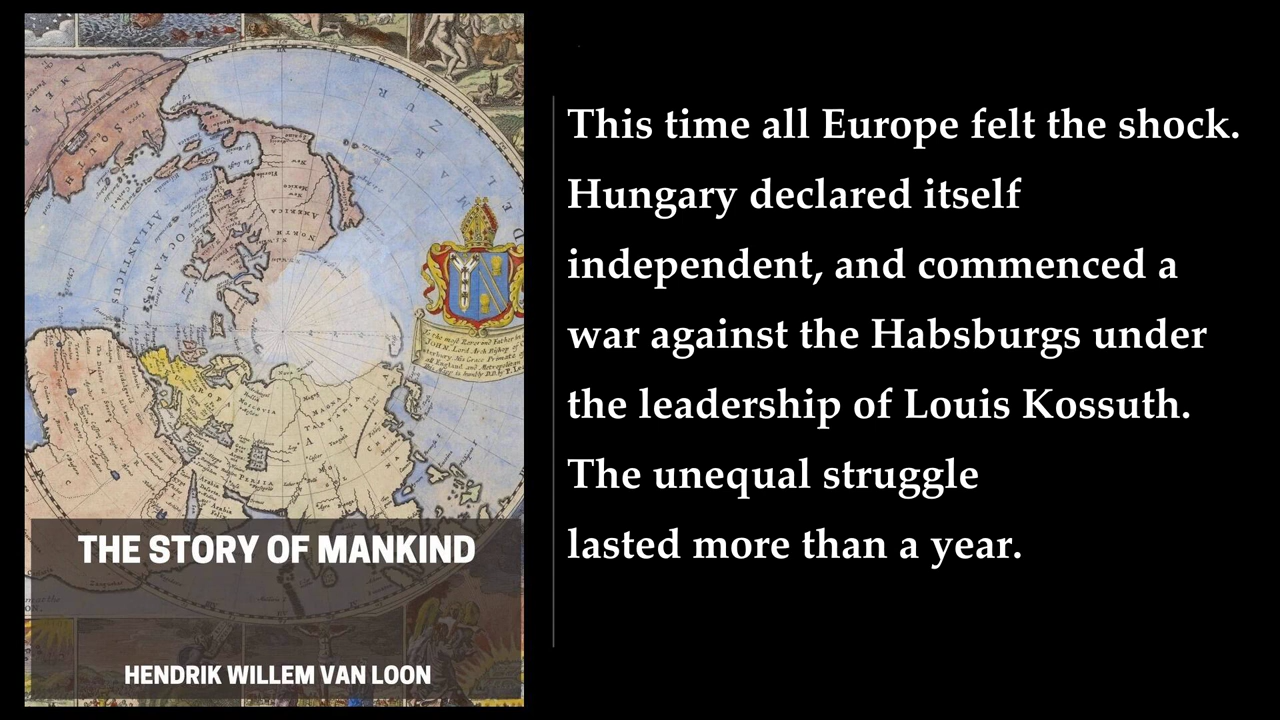 THE STORY OF MANKIND
HENDRIK WILLEM VAN LOON
This time all Europe felt the shock.
Hungary declared itself
independent, and commenced a
war against the Habsburgs under
the leadership of Louis Kossuth.
The unequal struggle
lasted more than a year.